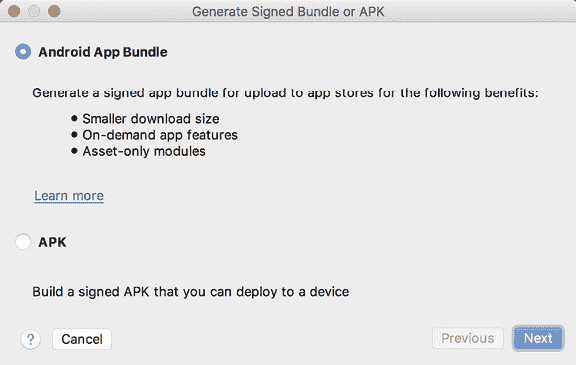 Generate Signed Bundle or APK
Android App Bundle
Generate a signed app bundle for upload to app stores for the following benefits:
• Smaller download size
• On-demand app features
• Asset-only modules
Learn more
APK
Build a signed APK that you can deploy to a device
? Cancel Previous Next